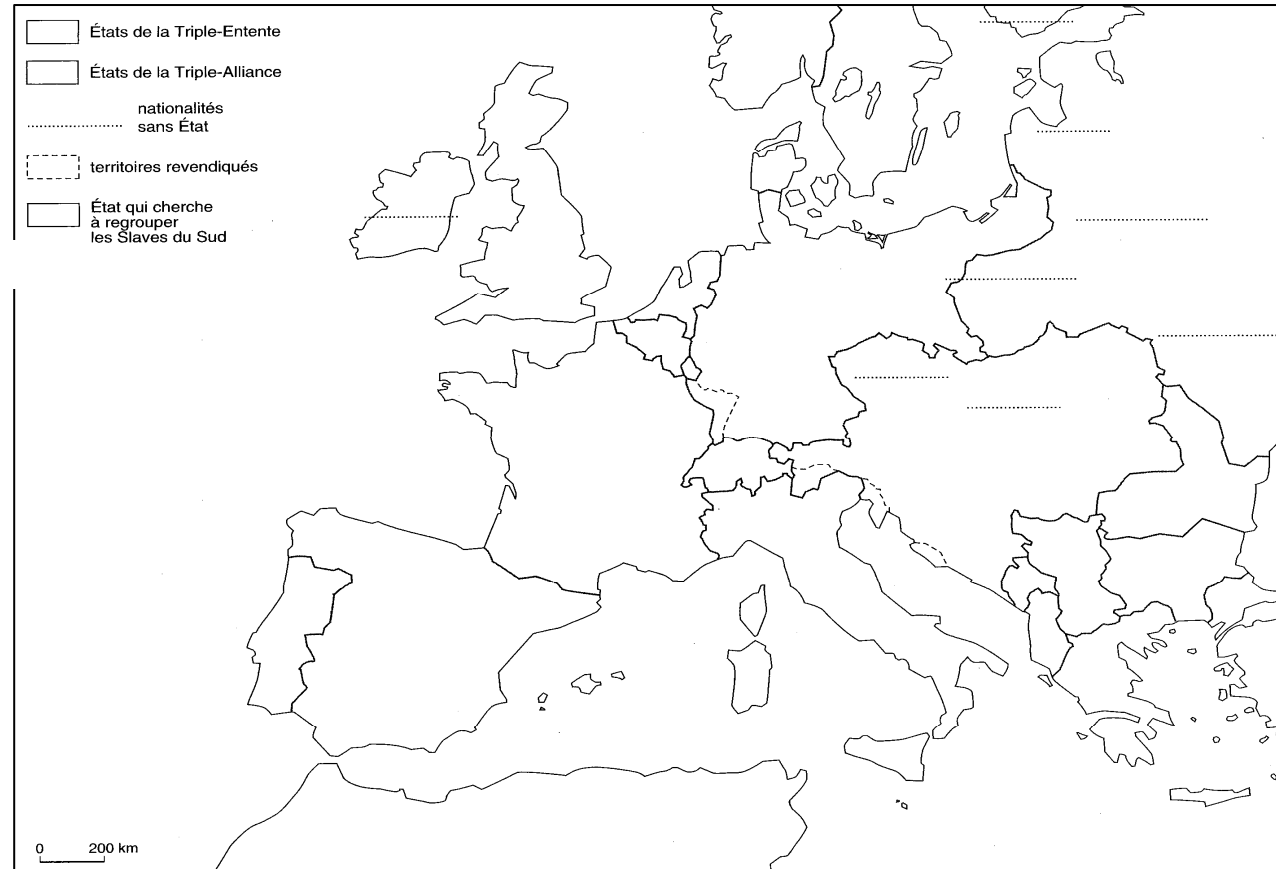 États de la Triple-Entente
États de la Triple-Alliance
nationalités
sans État
territoires revendiqués
État qui cherche
à regrouper
les Slaves du Sud
0 200 km